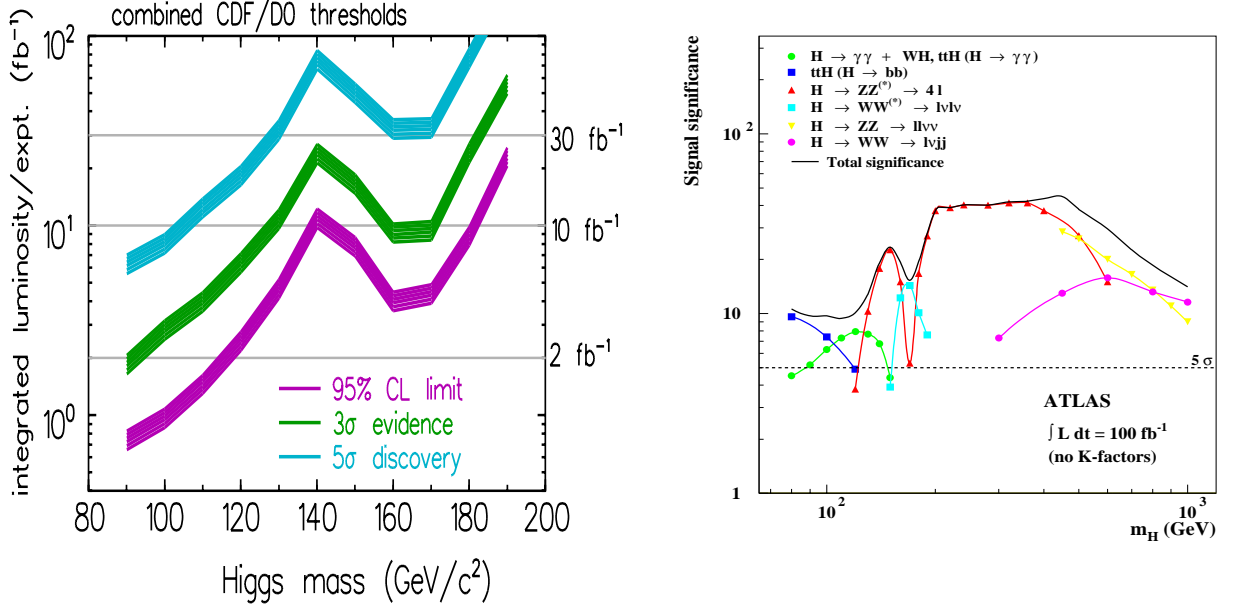 combined CDF/D0 thresholds
integrated luminosity/expt. (fb⁻¹)
10²
10¹
10⁰
30 fb⁻¹
10 fb⁻¹
2 fb⁻¹
95% CL limit
3σ evidence
5σ discovery
80 100 120 140 160 180 200
Higgs mass (GeV/c²)
Signal significance
H → γγ + WH, ttH (H → γγ)
ttH (H → bb)
H → ZZ⁽*⁾ → 4 l
H → WW⁽*⁾ → lνlν
H → ZZ → llνν
H → WW → lνjj
Total significance
10²
10
1
5 σ
ATLAS
∫ L dt = 100 fb⁻¹
(no K-factors)
10² 10³
m_H (GeV)